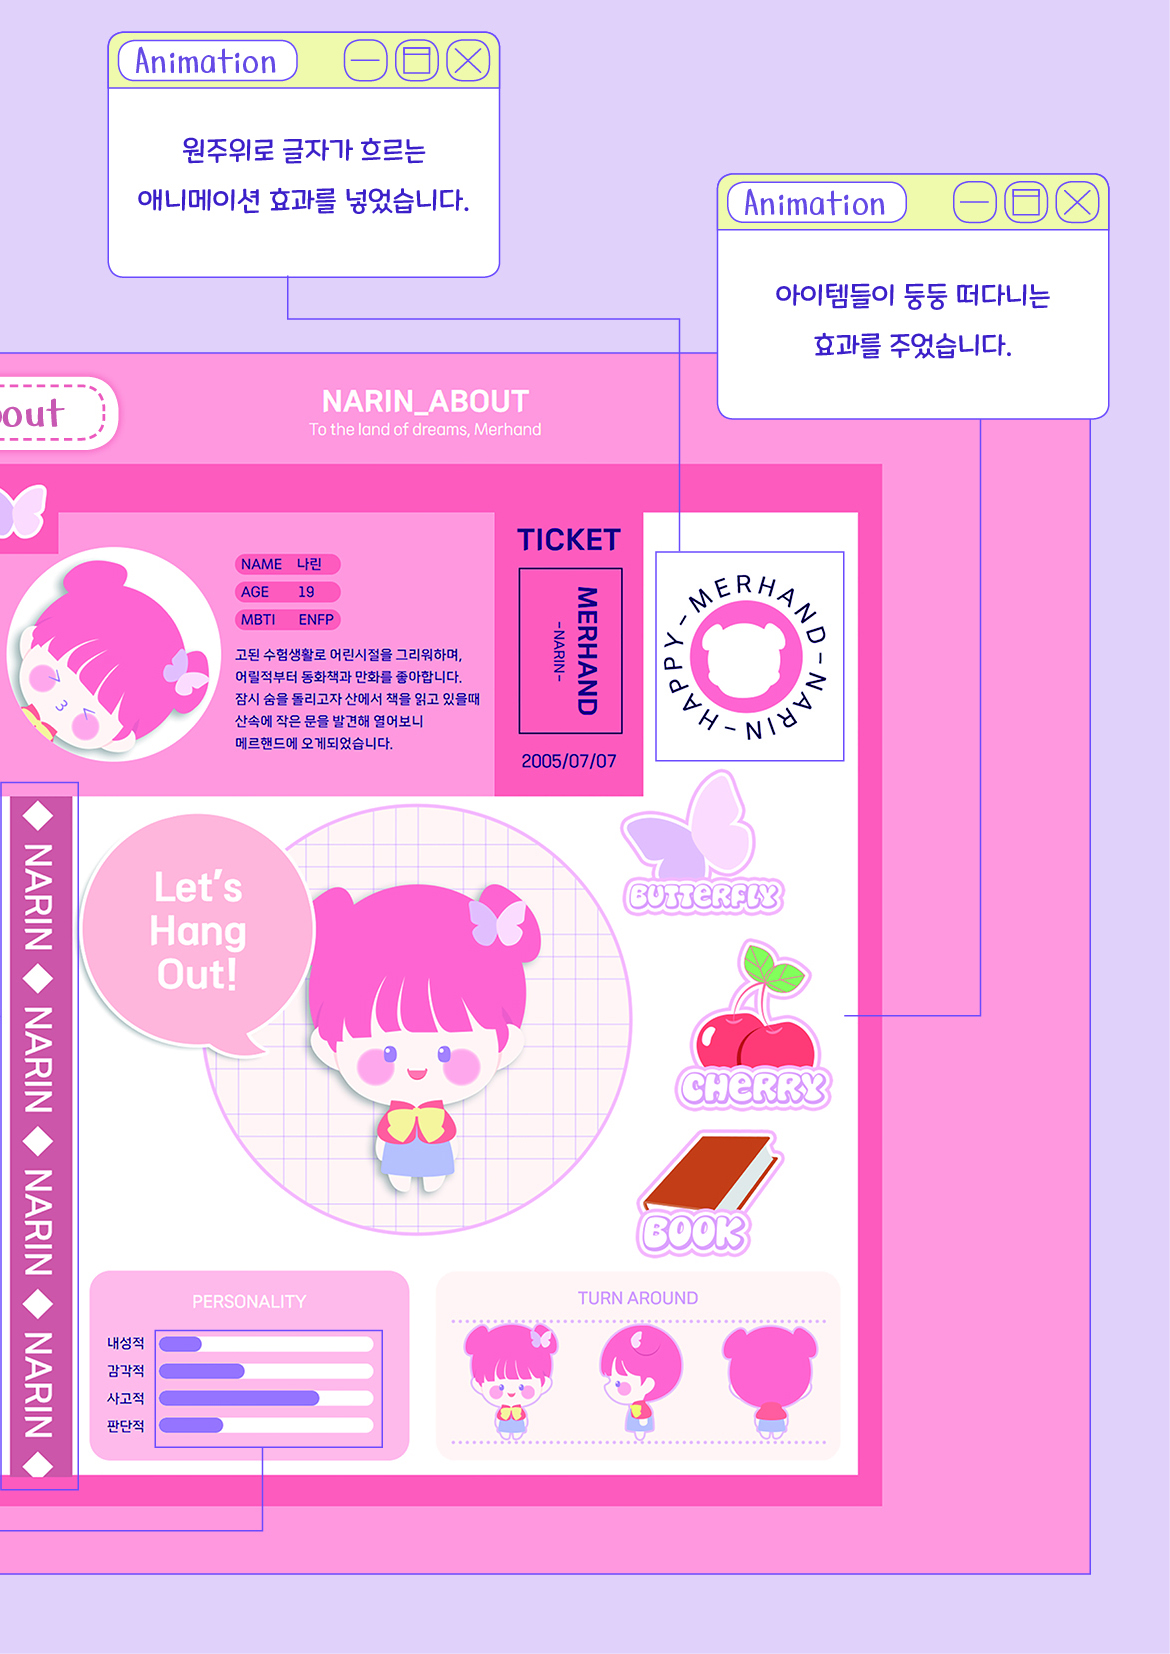 Animation
원주위로 글자가 흐르는
애니메이션 효과를 넣었습니다.
Animation
아이템들이 둥둥 떠다니는
효과를 주었습니다.
NARIN_ABOUT
To the land of dreams, Merhand
NAME 나린
AGE 19
MBTI ENFP
고된 수험생활로 어린시절을 그리워하며,
어릴적부터 동화책과 만화를 좋아합니다.
잠시 숨을 돌리고자 산에서 책을 읽고 있을때
산속에 작은 문을 발견해 열어보니
메르헨드에 오게되었습니다.
TICKET
MERHAND
-NARIN-
2005/07/07
HAPPY-MERHAND-NARIN-
NARIN
NARIN
NARIN
NARIN
Let's
Hang
Out!
BUTTERFLY
CHERRY
BOOK
PERSONALITY
내성적
감각적
사고적
판단적
TURN AROUND